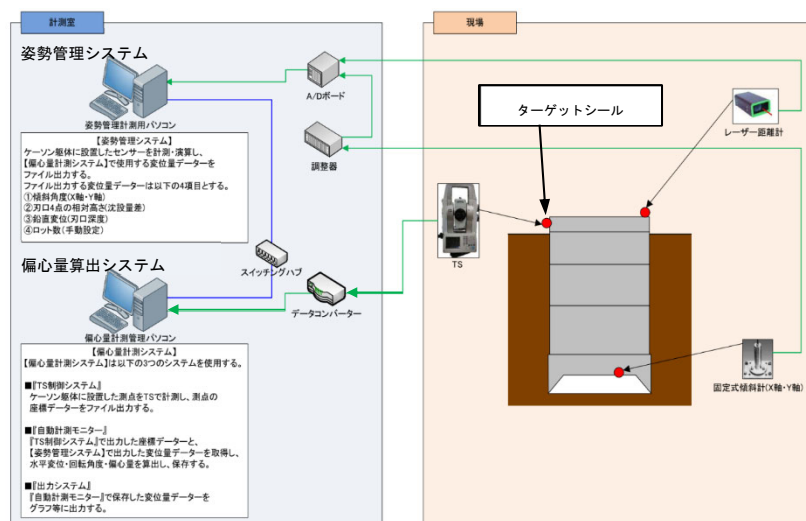 計測室
姿勢管理システム
姿勢管理計測用パソコン
【姿勢管理システム】
ケーソン躯体に設置したセンサーを計測・演算し、
【偏心量計測システム】で使用する変位量データーを
ファイル出力する。
ファイル出力する変位量データーは以下の4項目とする。
①傾斜角度(X軸・Y軸)
②刃口4点の相対高さ(沈設量差)
③鉛直変位(刃口深度)
④ロット数(手動設定)
A/Dボード
調整器
スイッチングハブ
偏心量算出システム
データコンバーター
偏心量計測管理パソコン
【偏心量計測システム】
【偏心量計測システム】は以下の3つのシステムを使用する。
■『TS制御システム』
ケーソン躯体に設置した測点をTSで計測し、測点の
座標データーをファイル出力する。
■『自動計測モニター』
『TS制御システム』で出力した座標データーと、
【姿勢管理システム】で出力した変位量データーを取得し、
水平変位・回転角度・偏心量を算出し、保存する。
■『出力システム』
『自動計測モニター』で保存した変位量データーを
グラフ等に出力する。
現場
ターゲットシール
レーザー距離計
TS
固定式傾斜計(X軸・Y軸)